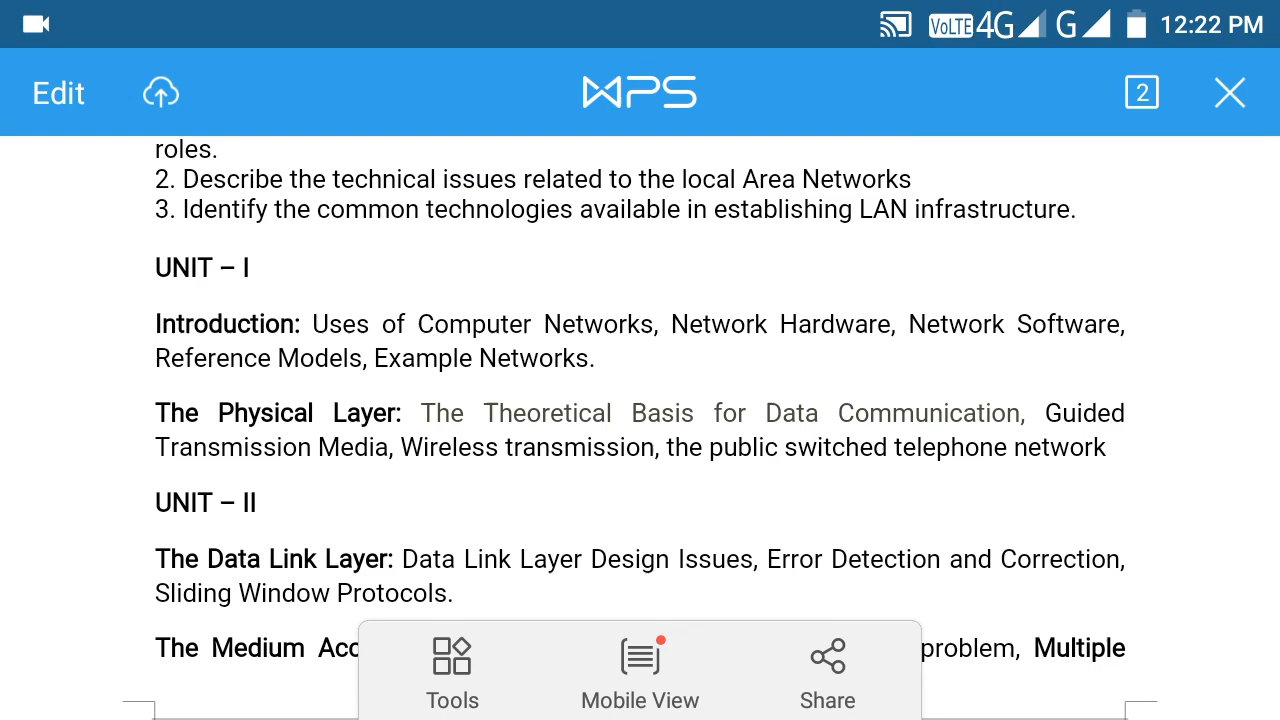 VoLTE 4G G 12:22 PM
Edit WPS 2
roles.
2. Describe the technical issues related to the local Area Networks
3. Identify the common technologies available in establishing LAN infrastructure.
UNIT – I
Introduction: Uses of Computer Networks, Network Hardware, Network Software,
Reference Models, Example Networks.
The Physical Layer: The Theoretical Basis for Data Communication, Guided
Transmission Media, Wireless transmission, the public switched telephone network
UNIT – II
The Data Link Layer: Data Link Layer Design Issues, Error Detection and Correction,
Sliding Window Protocols.
The Medium problem, Multiple
Tools Mobile View Share